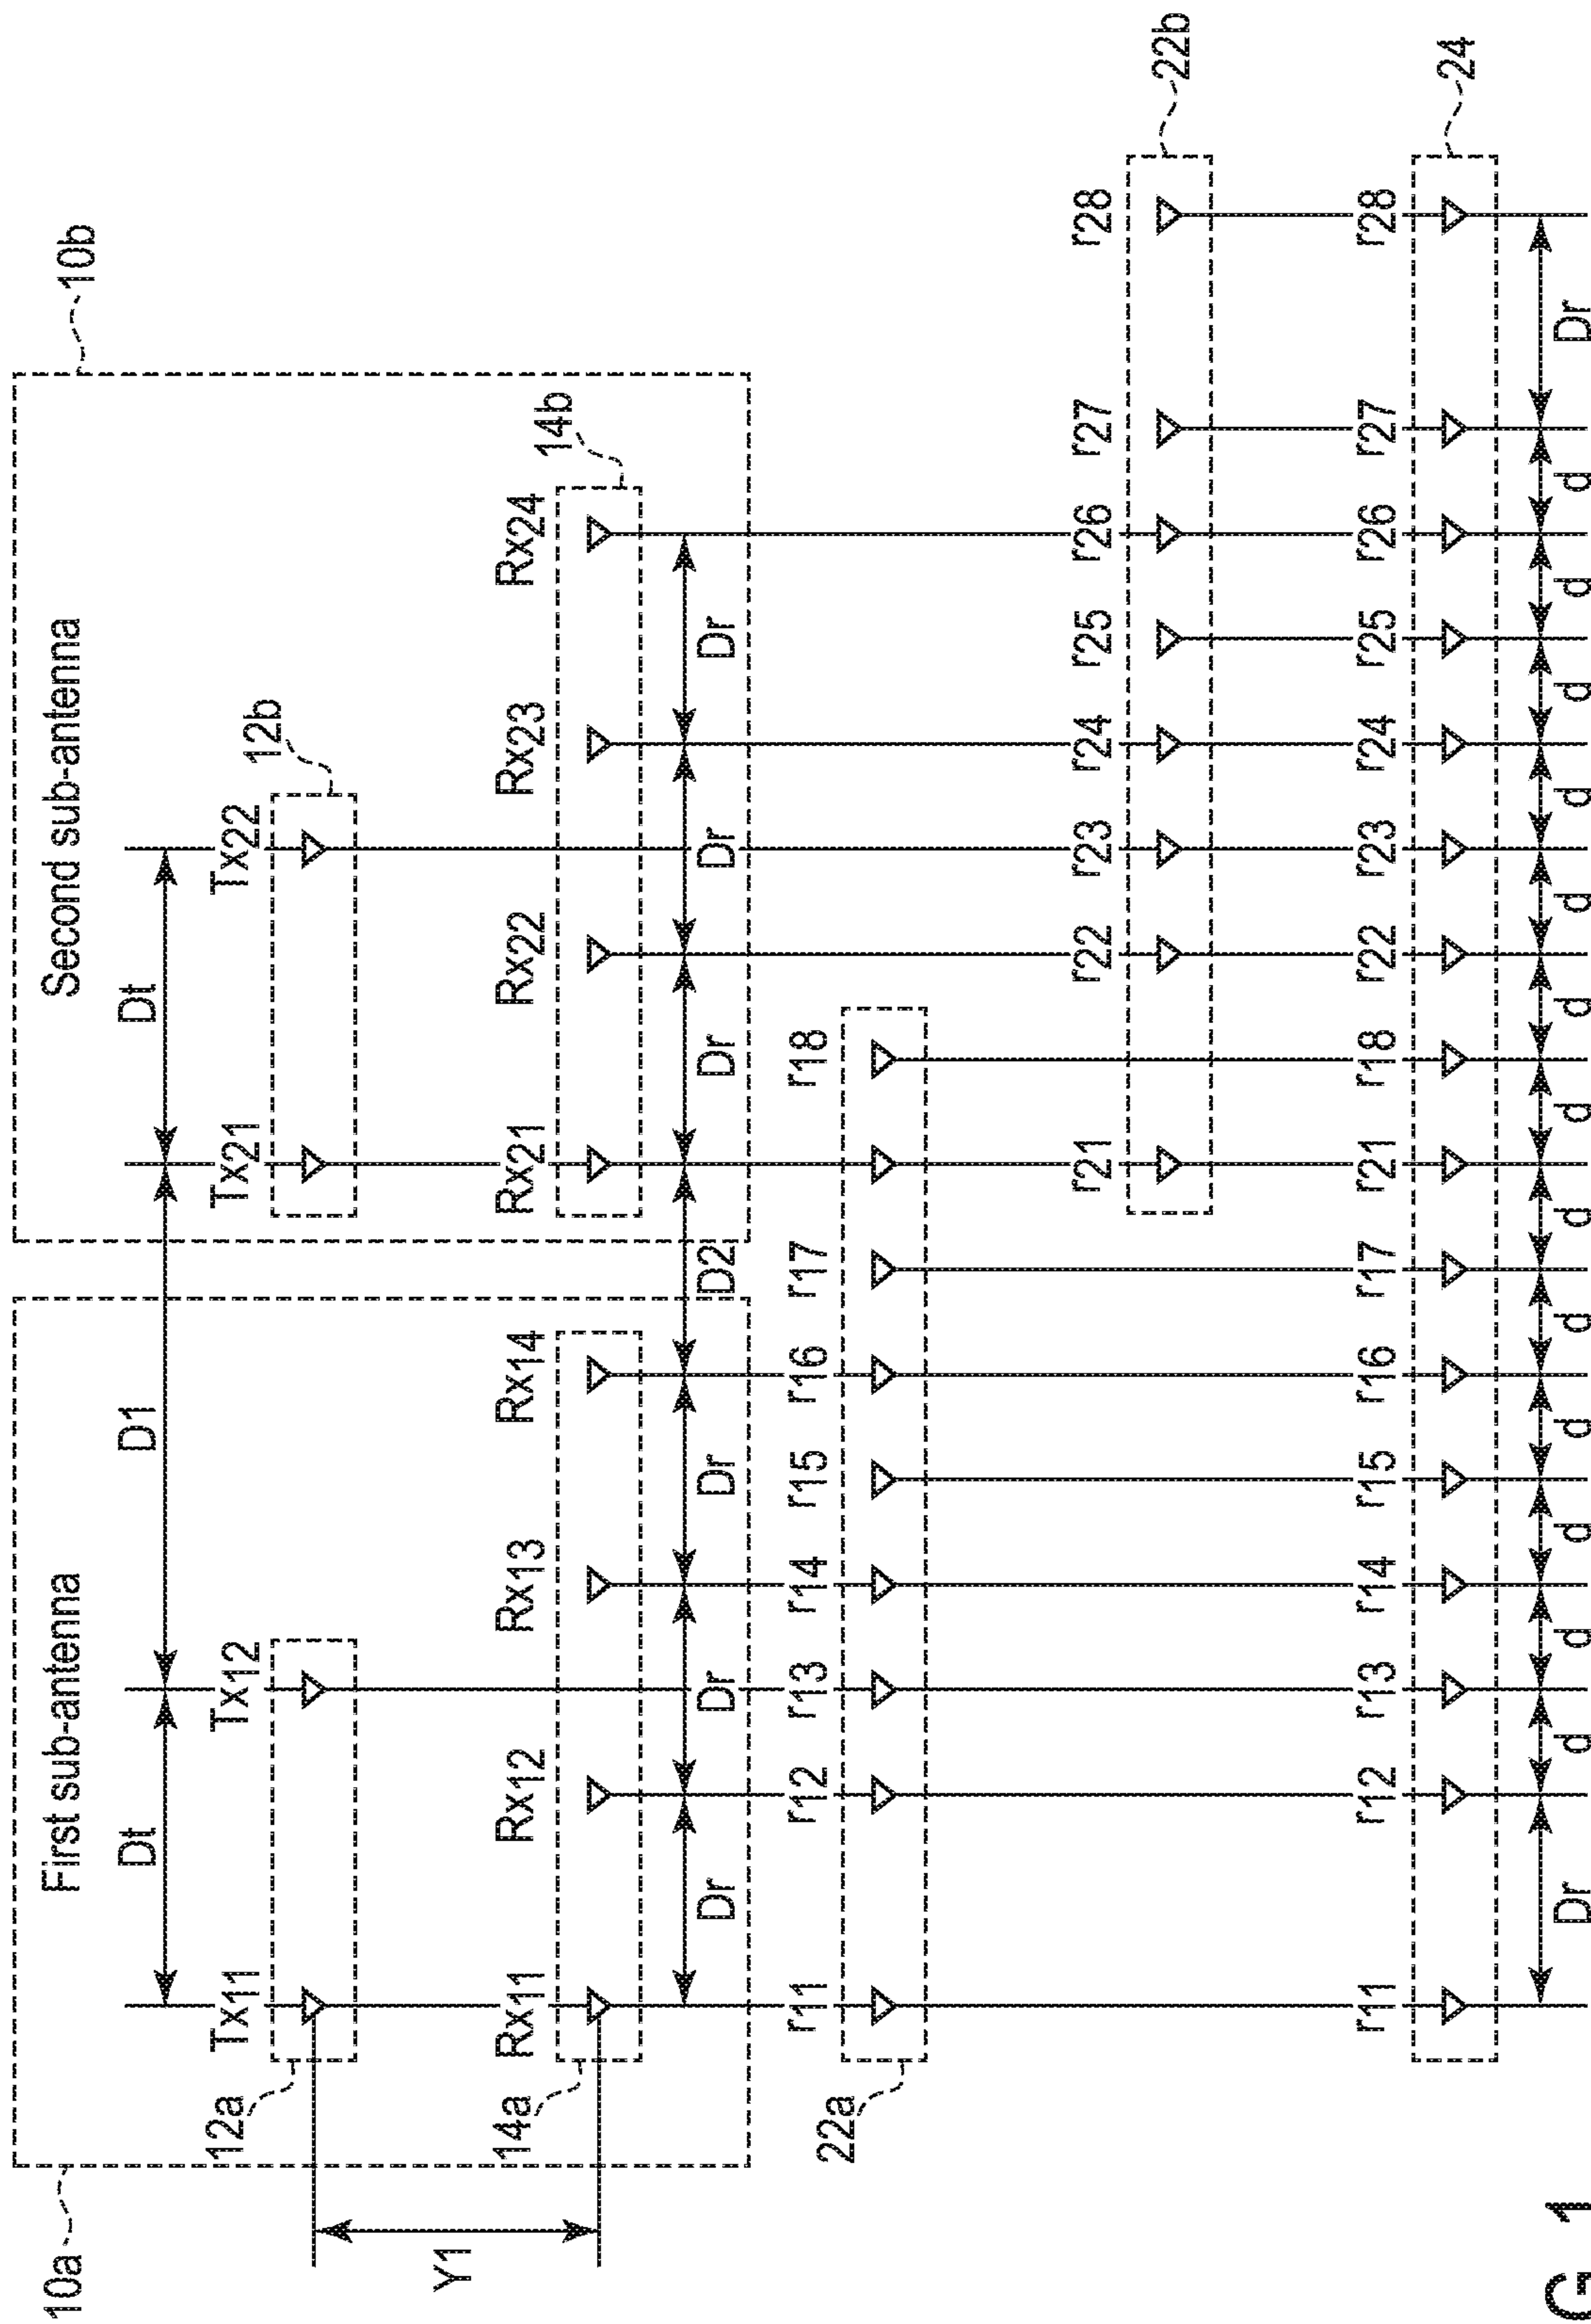 10a
10b
First sub-antenna
Second sub-antenna
Dt
D1
Dt
Tx11
Tx12
Tx21
Tx22
12a
12b
Y1
Rx11
Rx12
Rx13
Rx14
Rx21
Rx22
Rx23
Rx24
14a
14b
Dr
Dr
Dr
D2
Dr
Dr
Dr
r11
r12
r13
r14
r15
r16
r17
r18
22a
r21
r22
r23
r24
r25
r26
r27
r28
22b
r11
r12
r13
r14
r15
r16
r17
r21
r18
r22
r23
r24
r25
r26
r27
r28
24
Dr
d
d
d
d
d
d
d
d
d
d
d
d
d
Dr
G. 1